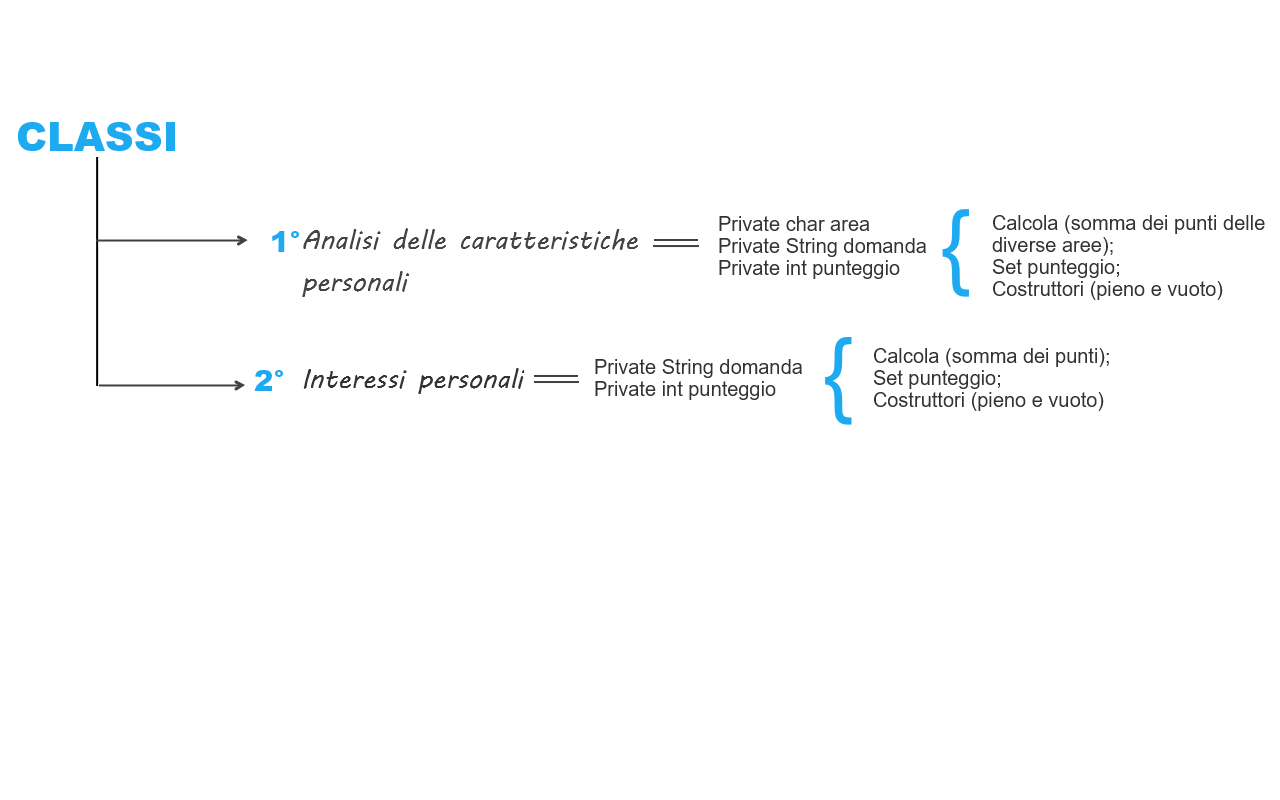 CLASSI
1° Analisi delle caratteristiche
personali
Private char area
Private String domanda
Private int punteggio
Calcola (somma dei punti delle
diverse aree);
Set punteggio;
Costruttori (pieno e vuoto)
2° Interessi personali
Private String domanda
Private int punteggio
Calcola (somma dei punti);
Set punteggio;
Costruttori (pieno e vuoto)